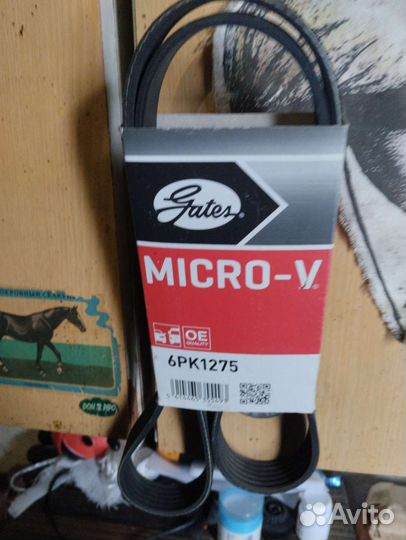 Gates®
MICRO-V®
OE
QUALITY
6PK1275
Avito